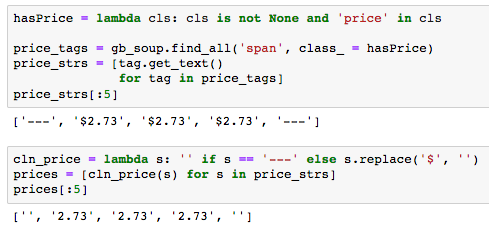 hasPrice = lambda cls: cls is not None and 'price' in cls
price_tags = gb_soup.find_all('span', class_ = hasPrice)
price_strs = [tag.get_text()
for tag in price_tags]
price_strs[:5]
['---', '$2.73', '$2.73', '$2.73', '---']
cln_price = lambda s: '' if s == '---' else s.replace('$', '')
prices = [cln_price(s) for s in price_strs]
prices[:5]
['', '2.73', '2.73', '2.73', '']